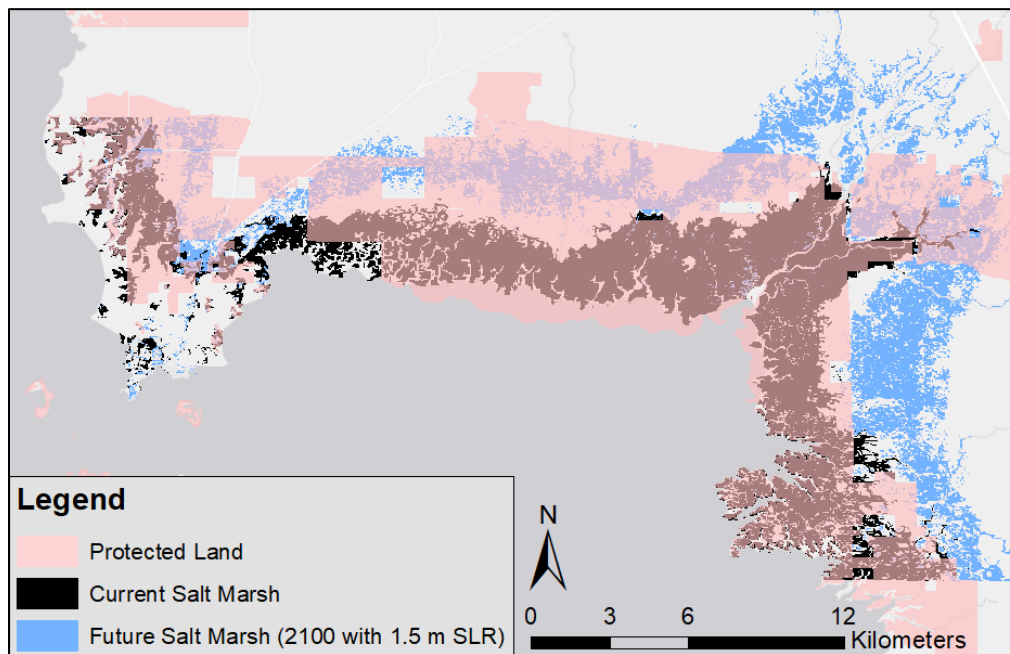 Legend
Protected Land
Current Salt Marsh
Future Salt Marsh (2100 with 1.5 m SLR)
N
0 3 6 12
Kilometers